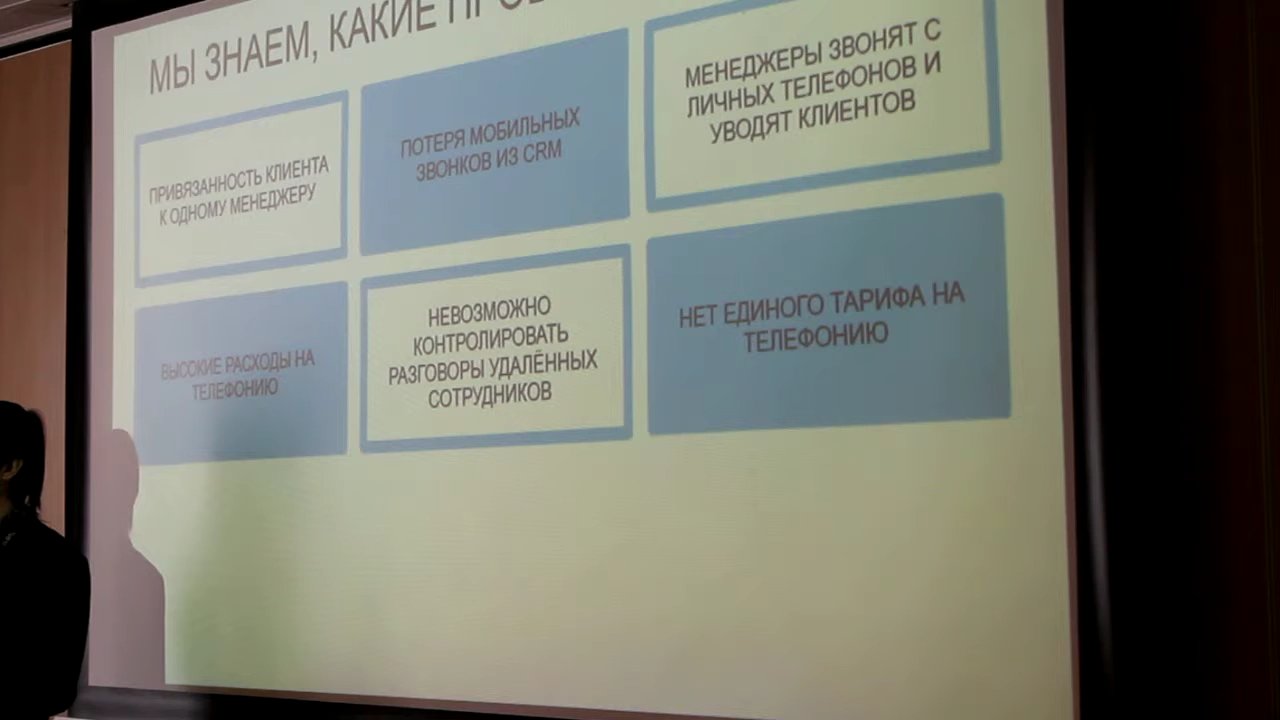 МЫ ЗНАЕМ, КАКИЕ
ПРИВЯЗАННОСТЬ КЛИЕНТА
К ОДНОМУ МЕНЕДЖЕРУ
ПОТЕРЯ МОБИЛЬНЫХ
ЗВОНКОВ ИЗ CRM
МЕНЕДЖЕРЫ ЗВОНЯТ С
ЛИЧНЫХ ТЕЛЕФОНОВ И
УВОДЯТ КЛИЕНТОВ
ВЫСОКИЕ РАСХОДЫ НА
ТЕЛЕФОНИЮ
НЕВОЗМОЖНО
КОНТРОЛИРОВАТЬ
РАЗГОВОРЫ УДАЛЁННЫХ
СОТРУДНИКОВ
НЕТ ЕДИНОГО ТАРИФА НА
ТЕЛЕФОНИЮ